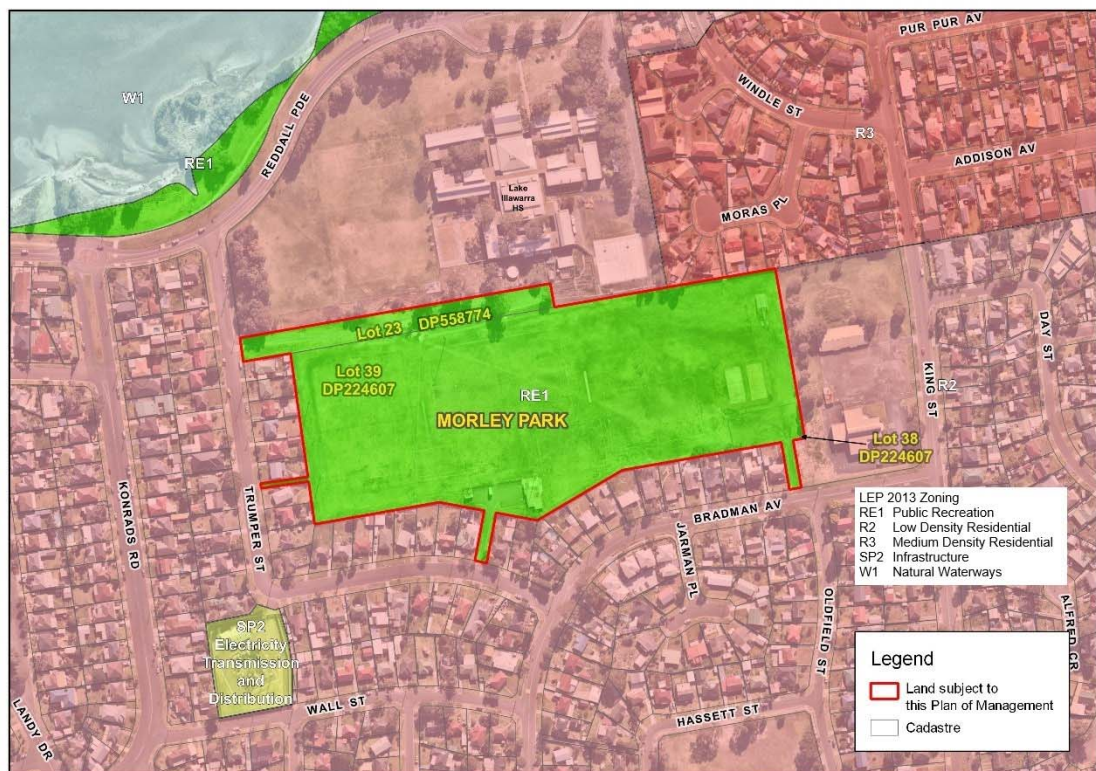 PUR PUR AV
WINDLE ST
W1
R3
REDDALL PDE
RE1
ADDISON AV
Lake
Illawarra
HS
MORAS PL
Lot 23 DP558774
DAY ST
Lot 39
DP224607
RE1
KING ST
R2
MORLEY PARK
Lot 38
DP224607
KONRADS RD
TRUMPER ST
BRADMAN AV
JARMAN PL
LEP 2013 Zoning
RE1 Public Recreation
R2 Low Density Residential
R3 Medium Density Residential
SP2 Infrastructure
W1 Natural Waterways
OLDFIELD ST
ALFRED CR
SP2
Electricity
Transmission
and
Distribution
WALL ST
LANDY DR
HASSETT ST
Legend
Land subject to
this Plan of Management
Cadastre